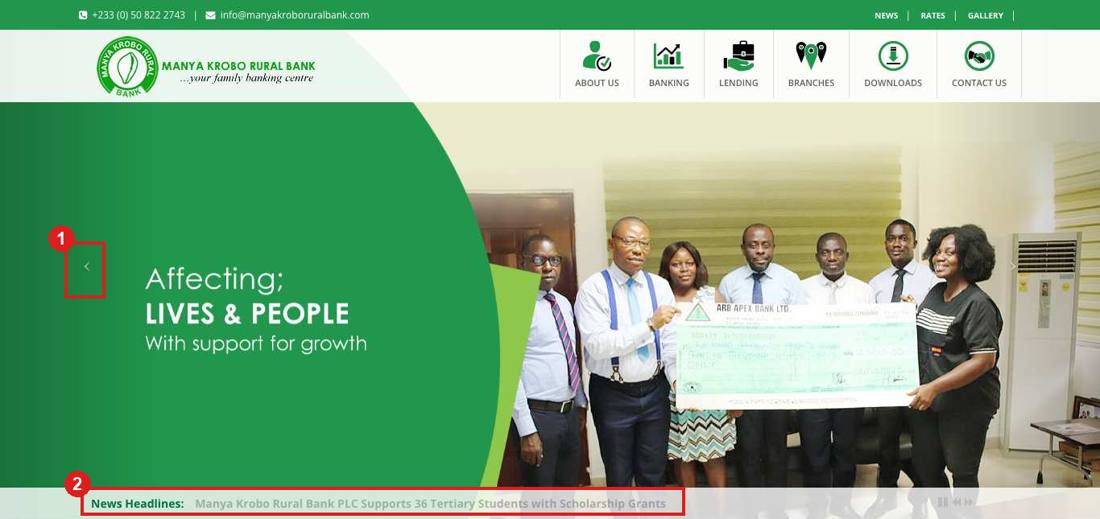 +233 (0) 50 822 2743 | info@manyakroboruralbank.com
NEWS | RATES | GALLERY |
MANYA KROBO RURAL
BANK
MANYA KROBO RURAL BANK
...your family banking centre
ABOUT US
BANKING
LENDING
BRANCHES
DOWNLOADS
CONTACT US
1
Affecting;
LIVES & PEOPLE
With support for growth
ARB APEX BANK LTD.
2
News Headlines: Manya Krobo Rural Bank PLC Supports 36 Tertiary Students with Scholarship Grants